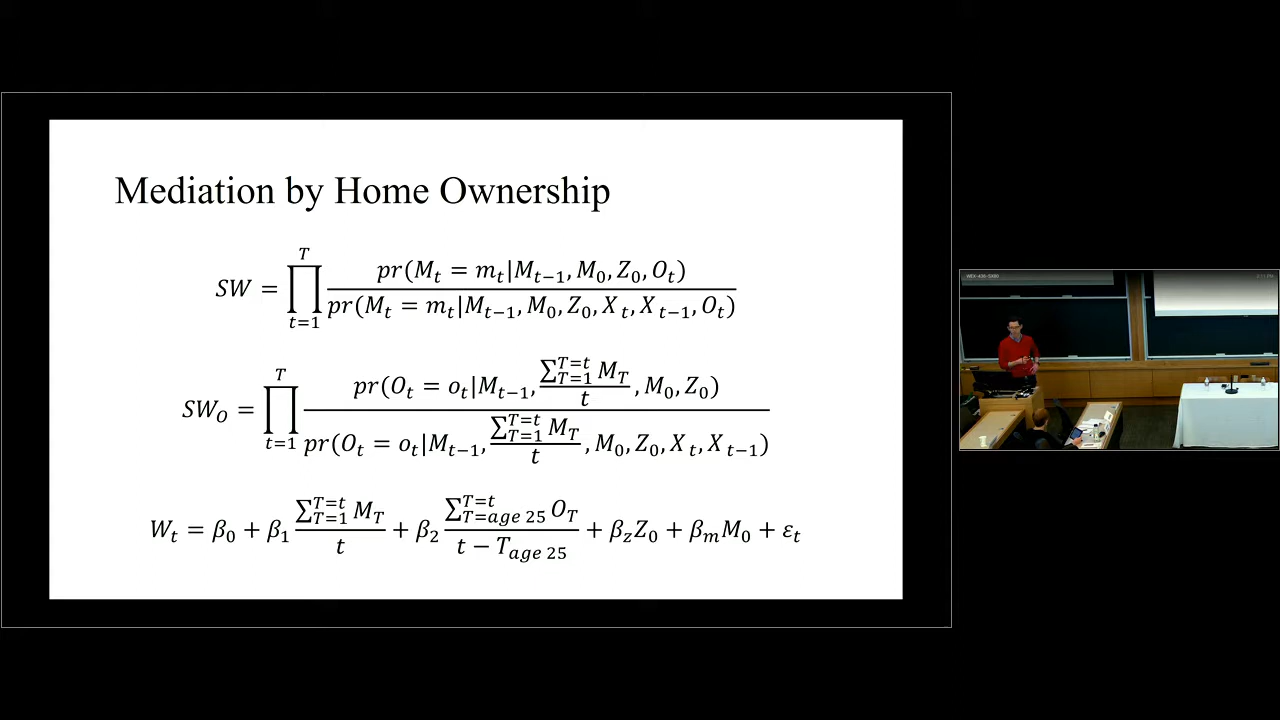 Mediation by Home Ownership
SW = ∏_{t=1}^{T} pr(M_t = m_t|M_{t−1}, M_0, Z_0, O_t) / pr(M_t = m_t|M_{t−1}, M_0, Z_0, X_t, X_{t−1}, O_t)
SW_O = ∏_{t=1}^{T} pr(O_t = o_t|M_{t−1}, ∑_{T=1}^{T=t} M_T / t, M_0, Z_0) / pr(O_t = o_t|M_{t−1}, ∑_{T=1}^{T=t} M_T / t, M_0, Z_0, X_t, X_{t−1})
W_t = β_0 + β_1 ∑_{T=1}^{T=t} M_T / t + β_2 ∑_{T=age 25}^{T=t} O_T / t − T_{age 25} + β_z Z_0 + β_m M_0 + ε_t